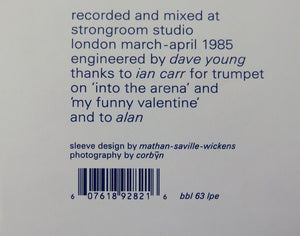 recorded and mixed at
strongroom studio
london march-april 1985
engineered by dave young
thanks to ian carr for trumpet
on 'into the arena' and
'my funny valentine'
and to alan
sleeve design by mathan-saville-wickens
photography by corbÿn
6 07618 92821 6
bbl 63 lpe